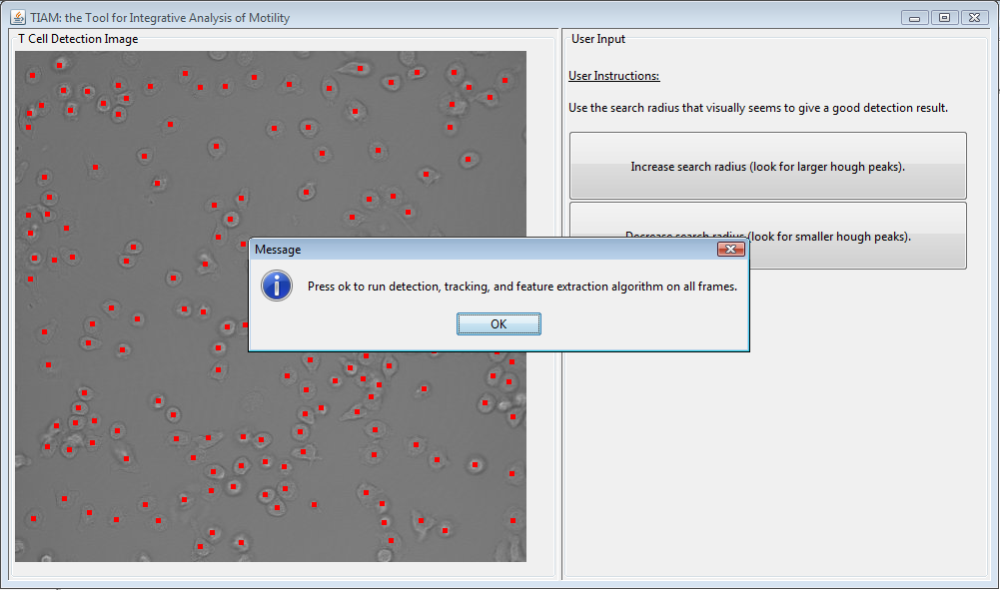 TIAM: the Tool for Integrative Analysis of Motility
T Cell Detection Image
User Input
User Instructions:
Use the search radius that visually seems to give a good detection result.
Increase search radius (look for larger hough peaks).
Decrease search radius (look for smaller hough peaks).
Message
Press ok to run detection, tracking, and feature extraction algorithm on all frames.
OK